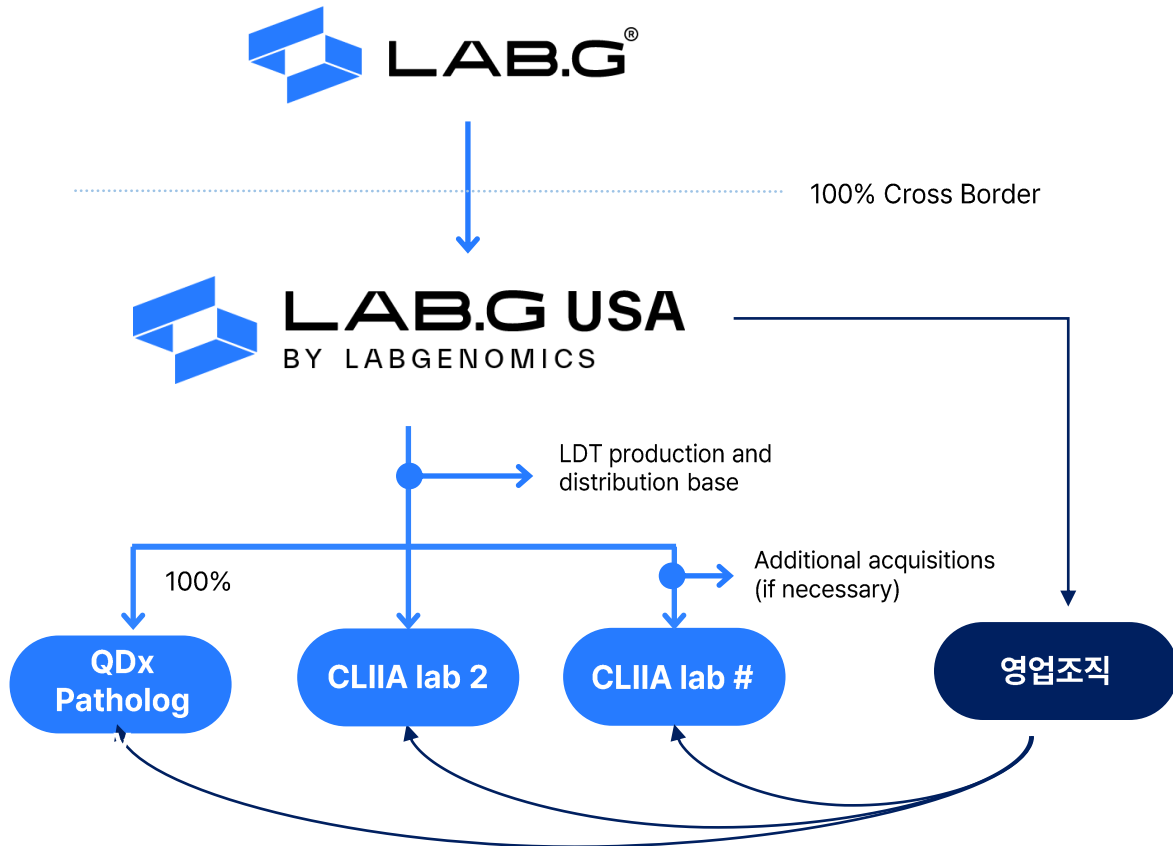 LAB.G®
100% Cross Border
LAB.G USA
BY LABGENOMICS
LDT production and
distribution base
Additional acquisitions
(if necessary)
100%
QDx
Patholog
CLIIA lab 2
CLIIA lab #
영업조직